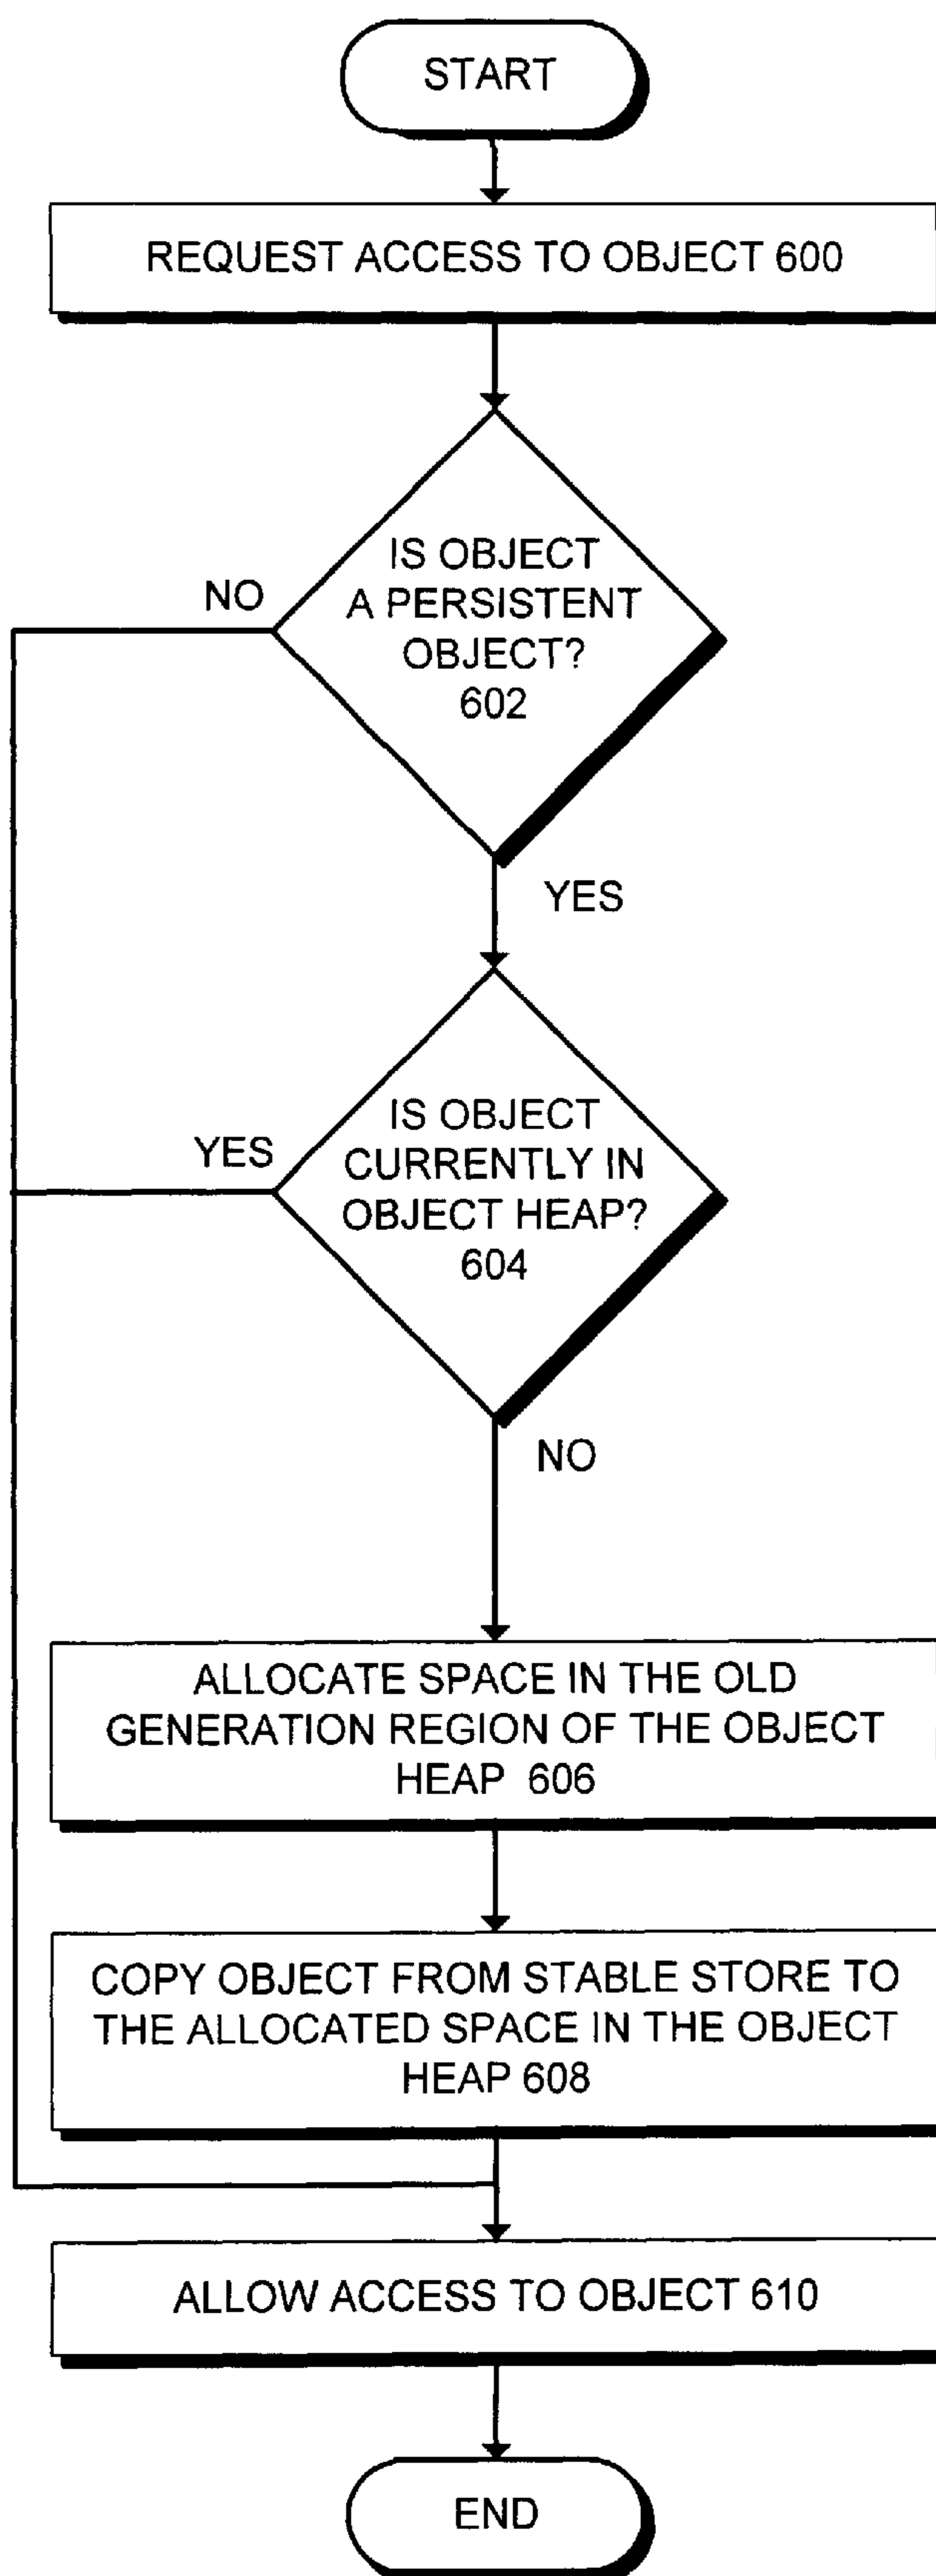 START
REQUEST ACCESS TO OBJECT 600
IS OBJECT
A PERSISTENT
OBJECT?
602
NO
YES
IS OBJECT
CURRENTLY IN
OBJECT HEAP?
604
YES
NO
ALLOCATE SPACE IN THE OLD
GENERATION REGION OF THE OBJECT
HEAP 606
COPY OBJECT FROM STABLE STORE TO
THE ALLOCATED SPACE IN THE OBJECT
HEAP 608
ALLOW ACCESS TO OBJECT 610
END